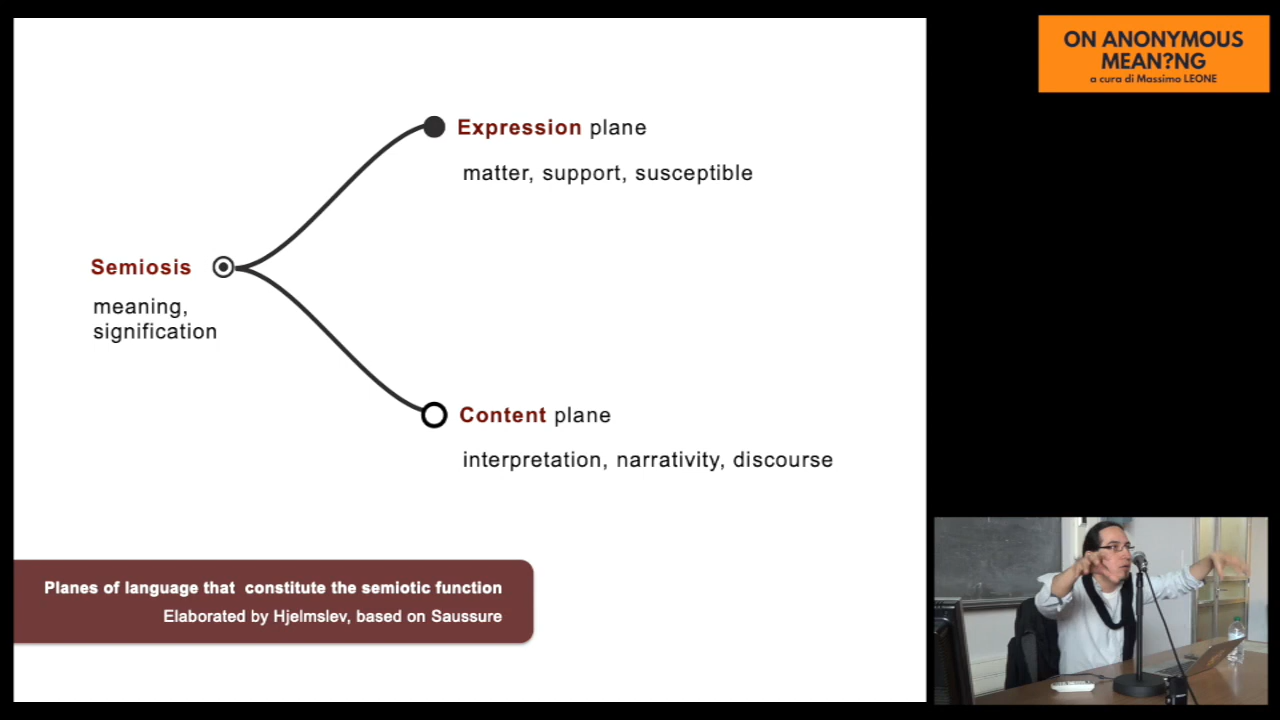 ON ANONYMOUS
MEAN?NG
a cura di Massimo LEONE
Expression plane
matter, support, susceptible
Semiosis
meaning,
signification
Content plane
interpretation, narrativity, discourse
Planes of language that constitute the semiotic function
Elaborated by Hjelmslev, based on Saussure